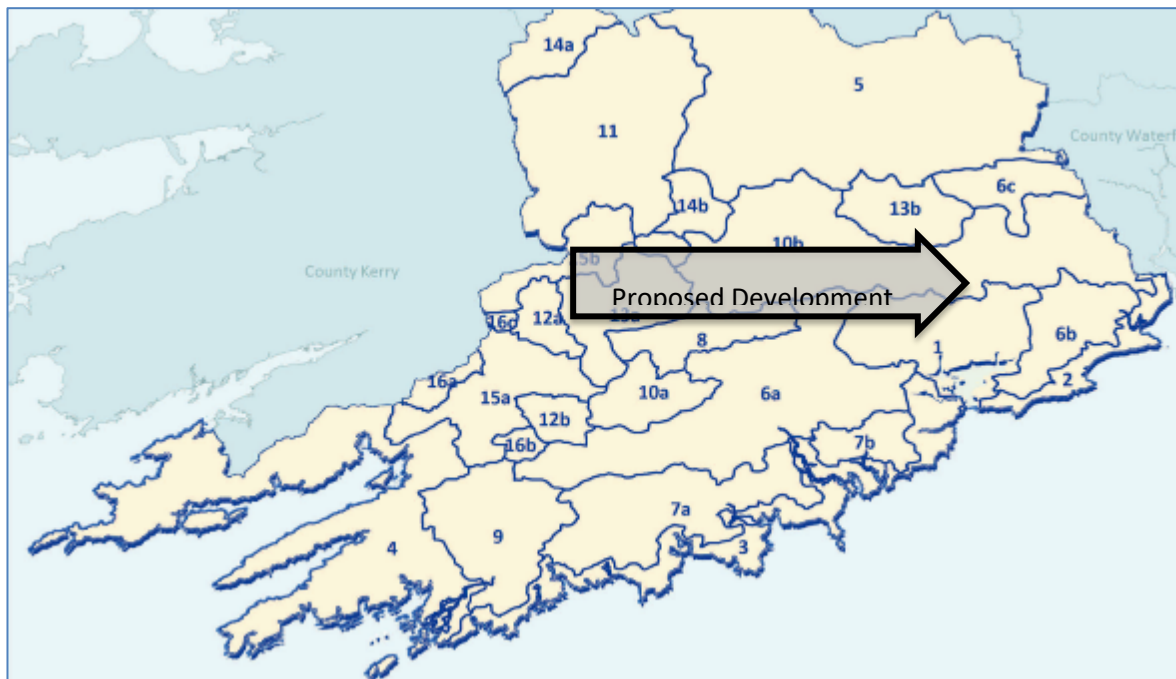 14a
5
11
County Waterf
6c
14b
13b
10b
5b
County Kerry
Proposed Development
13a
16c
12a
8
1
6b
2
16a
15a
10a
6a
12b
16b
7b
7a
4
9
3